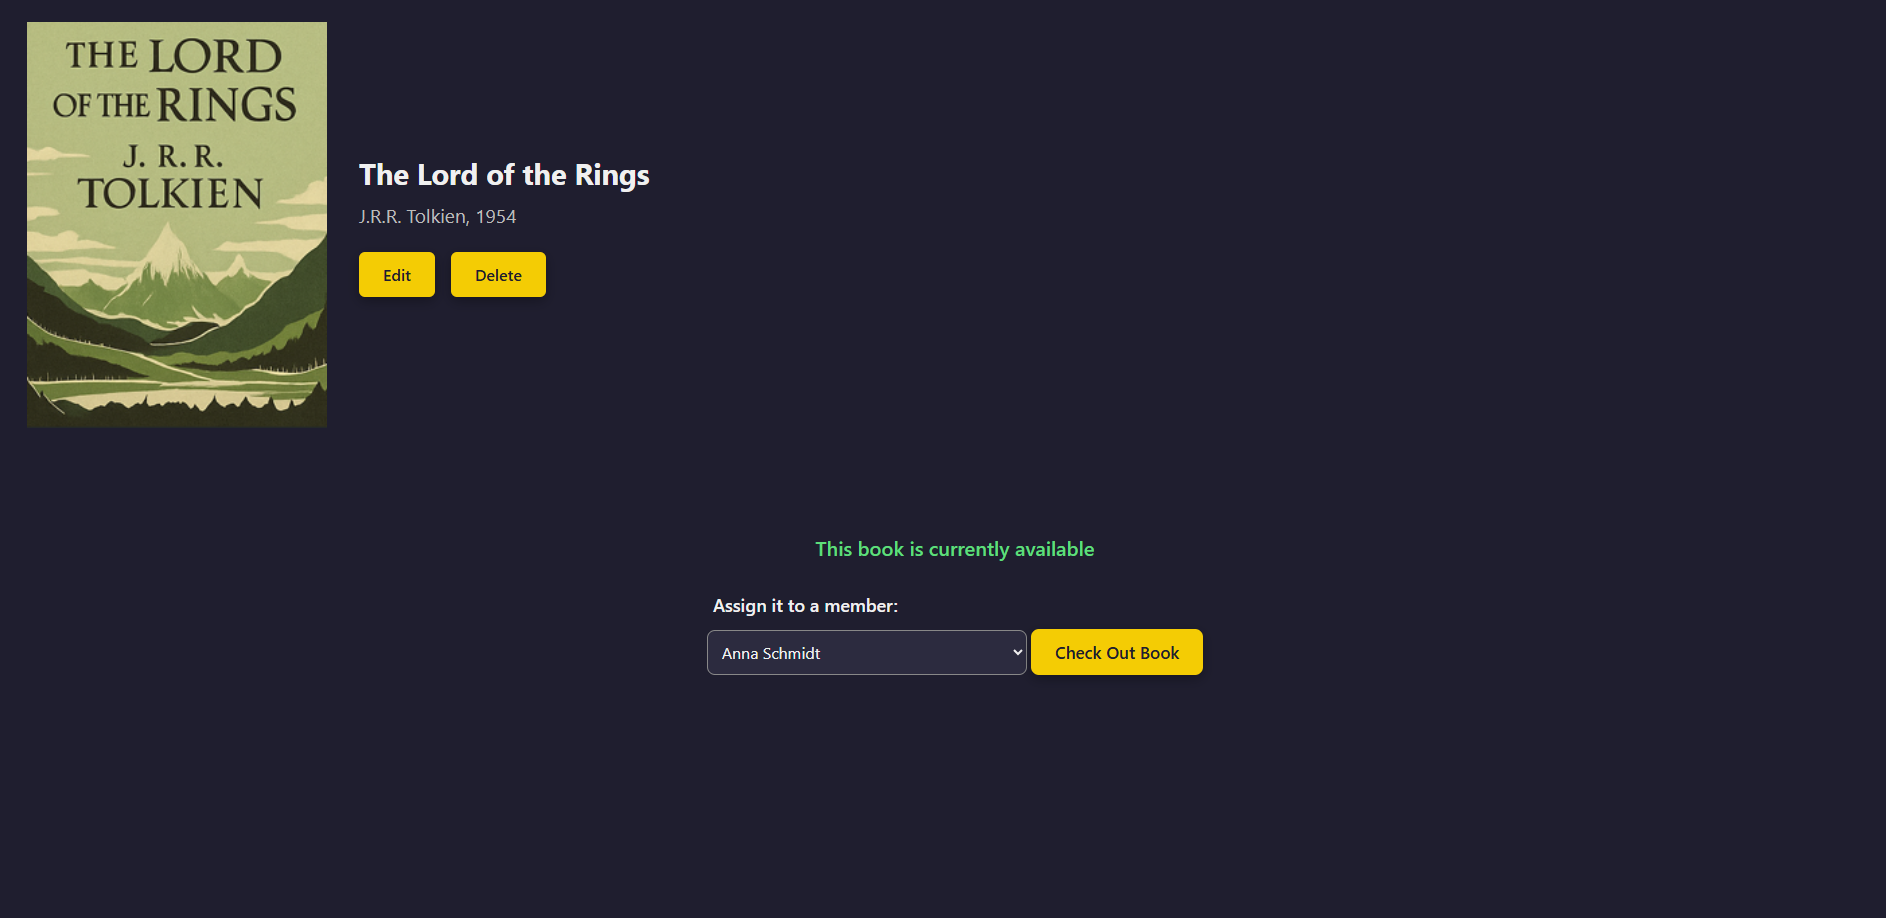 THE LORD
OF THE RINGS
J. R. R.
TOLKIEN
The Lord of the Rings
J.R.R. Tolkien, 1954
Edit
Delete
This book is currently available
Assign it to a member:
Anna Schmidt
Check Out Book